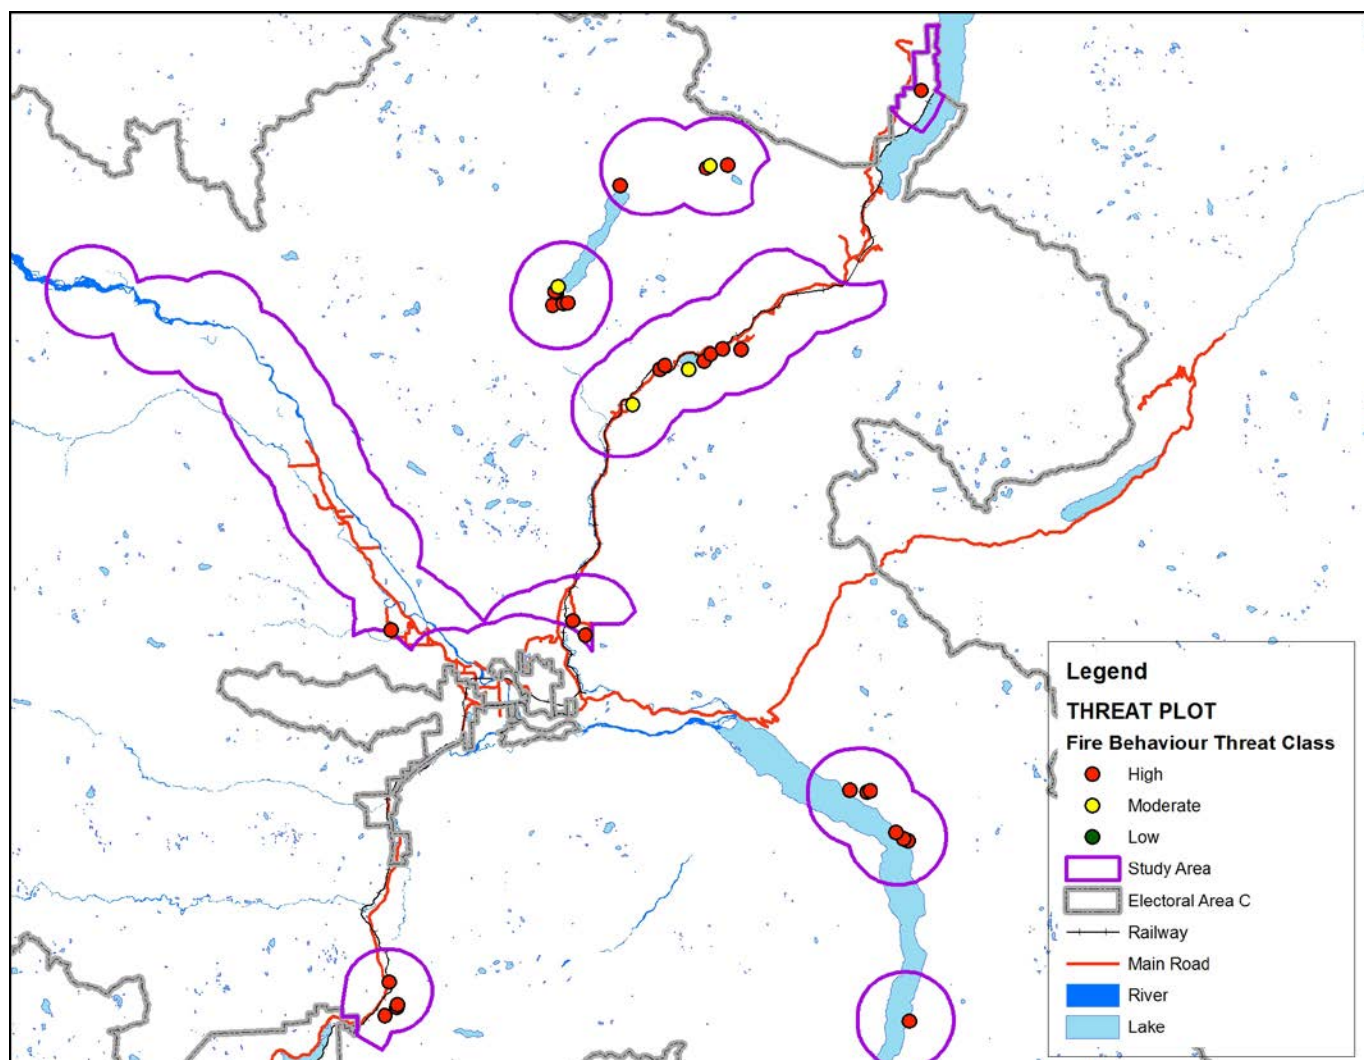 Legend
THREAT PLOT
Fire Behaviour Threat Class
High
Moderate
Low
Study Area
Electoral Area C
Railway
Main Road
River
Lake